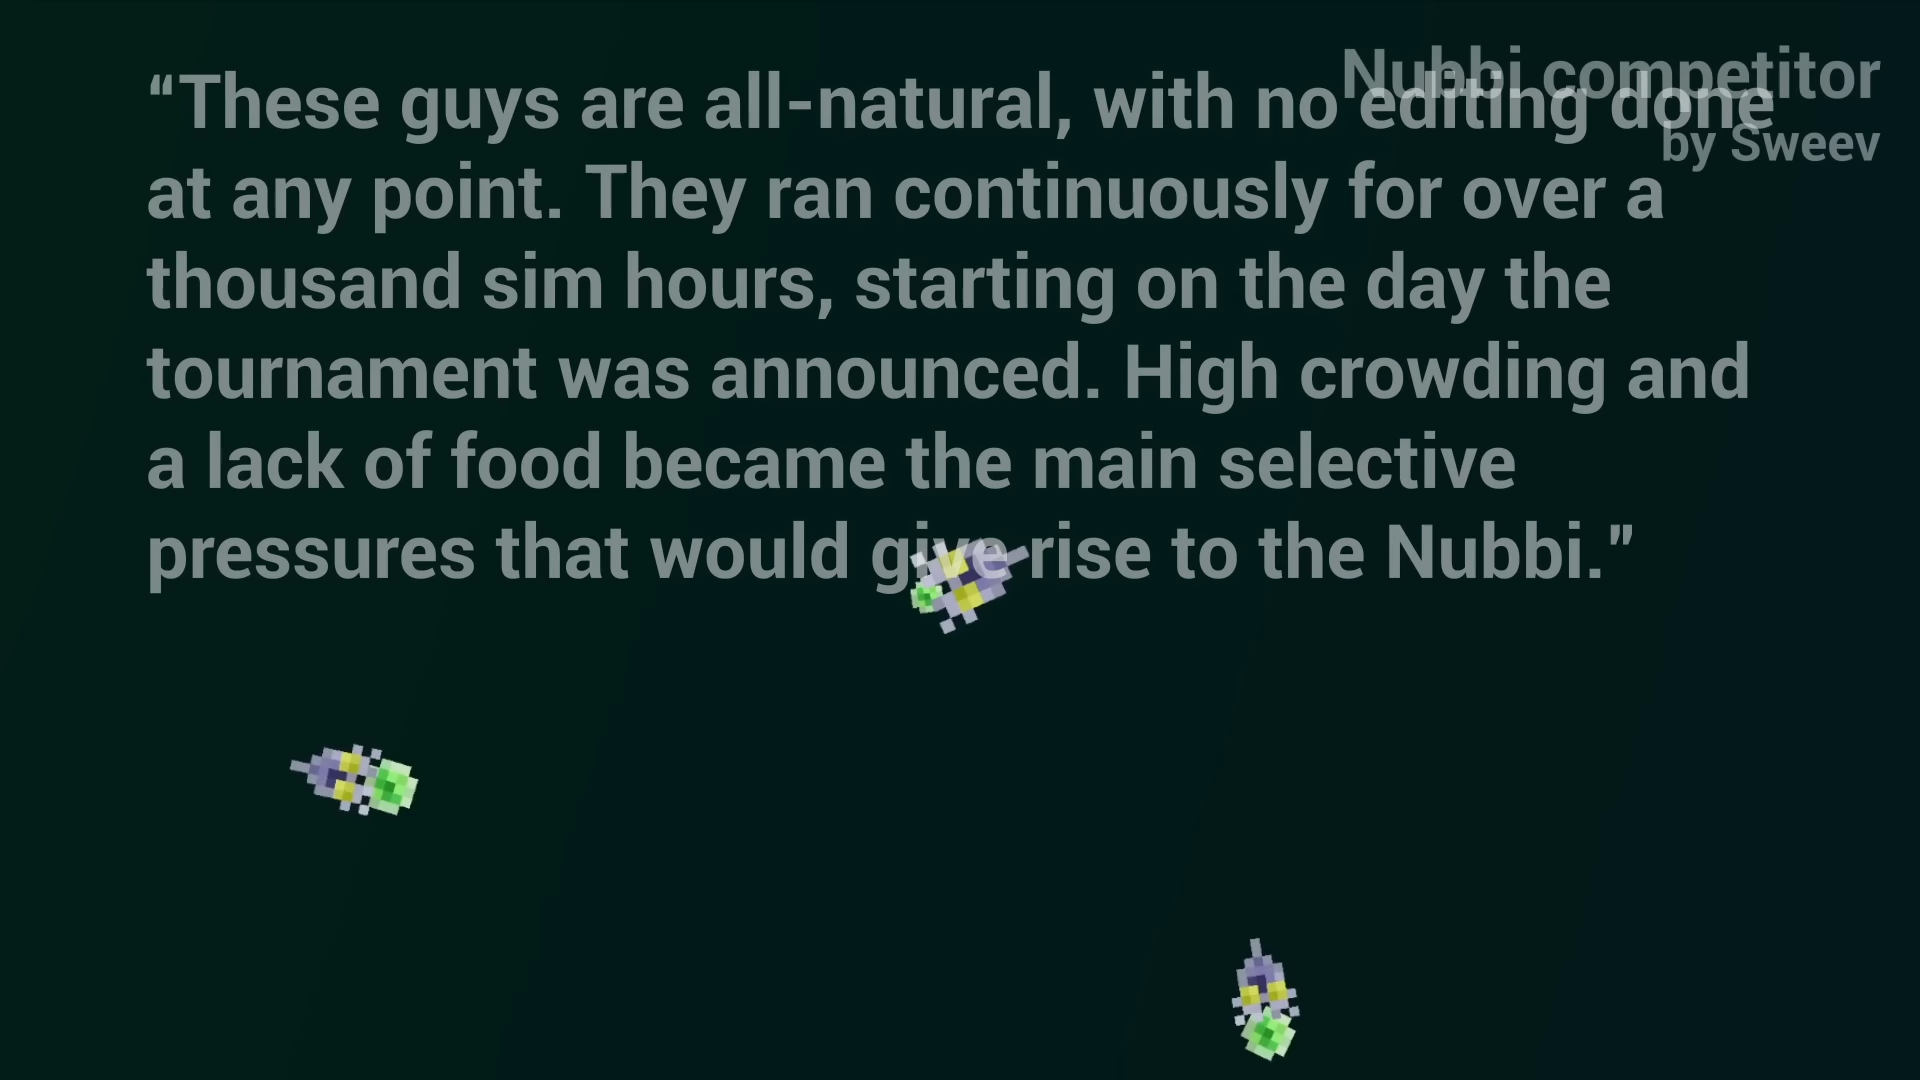 Nubbi competitor
by Sweev
“These guys are all-natural, with no editing done
at any point. They ran continuously for over a
thousand sim hours, starting on the day the
tournament was announced. High crowding and
a lack of food became the main selective
pressures that would give rise to the Nubbi.”